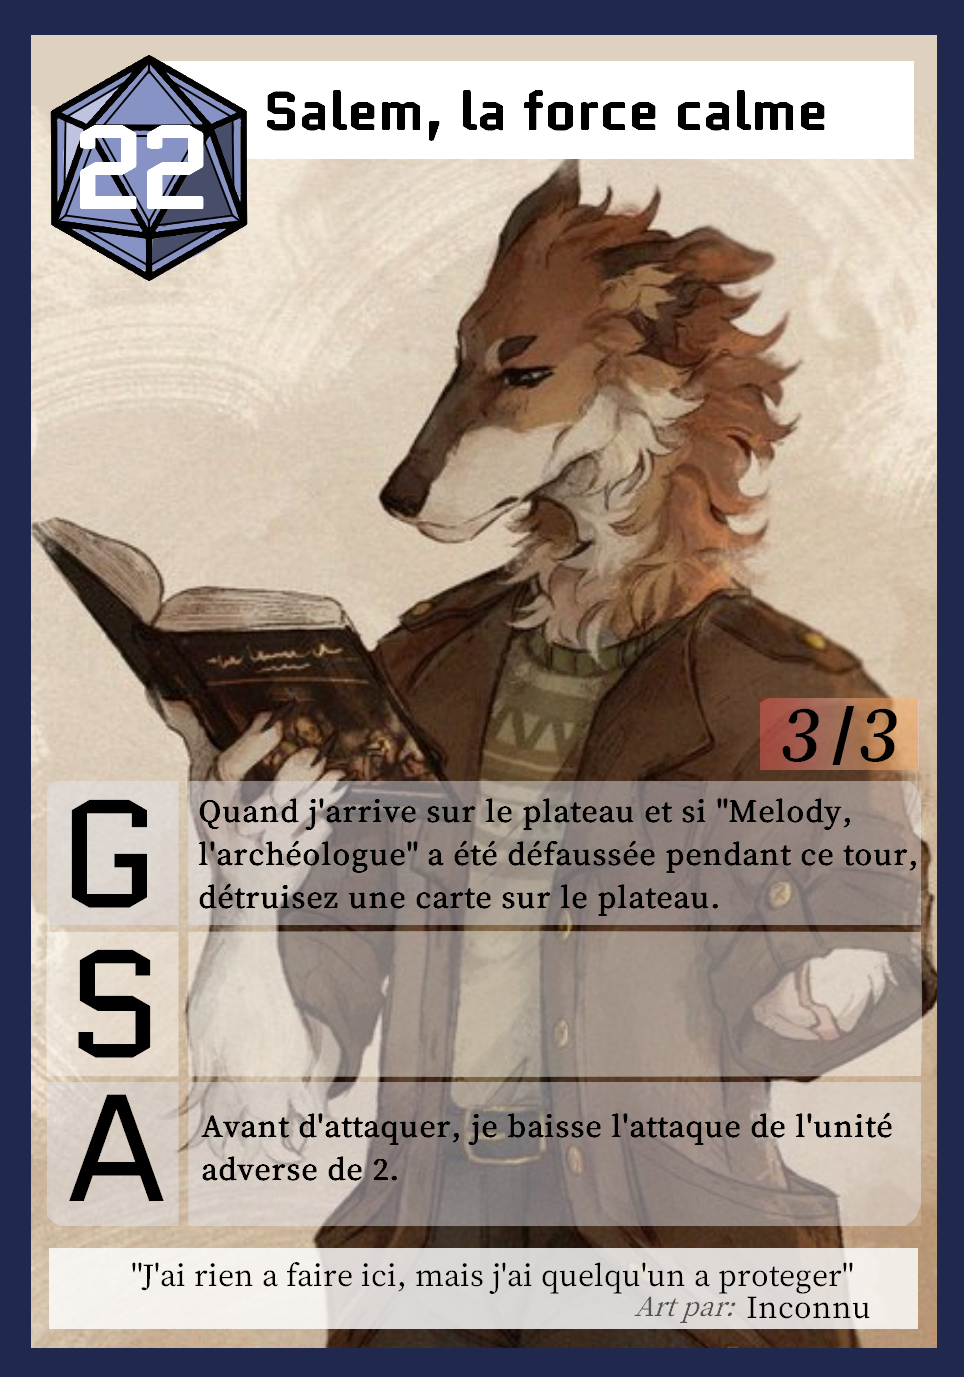 22
Salem, la force calme
3/3
G
Quand j'arrive sur le plateau et si "Melody,
l'archéologue" a été défaussée pendant ce tour,
détruisez une carte sur le plateau.
S
A
Avant d'attaquer, je baisse l'attaque de l'unité
adverse de 2.
"J'ai rien a faire ici, mais j'ai quelqu'un a proteger"
Art par: Inconnu